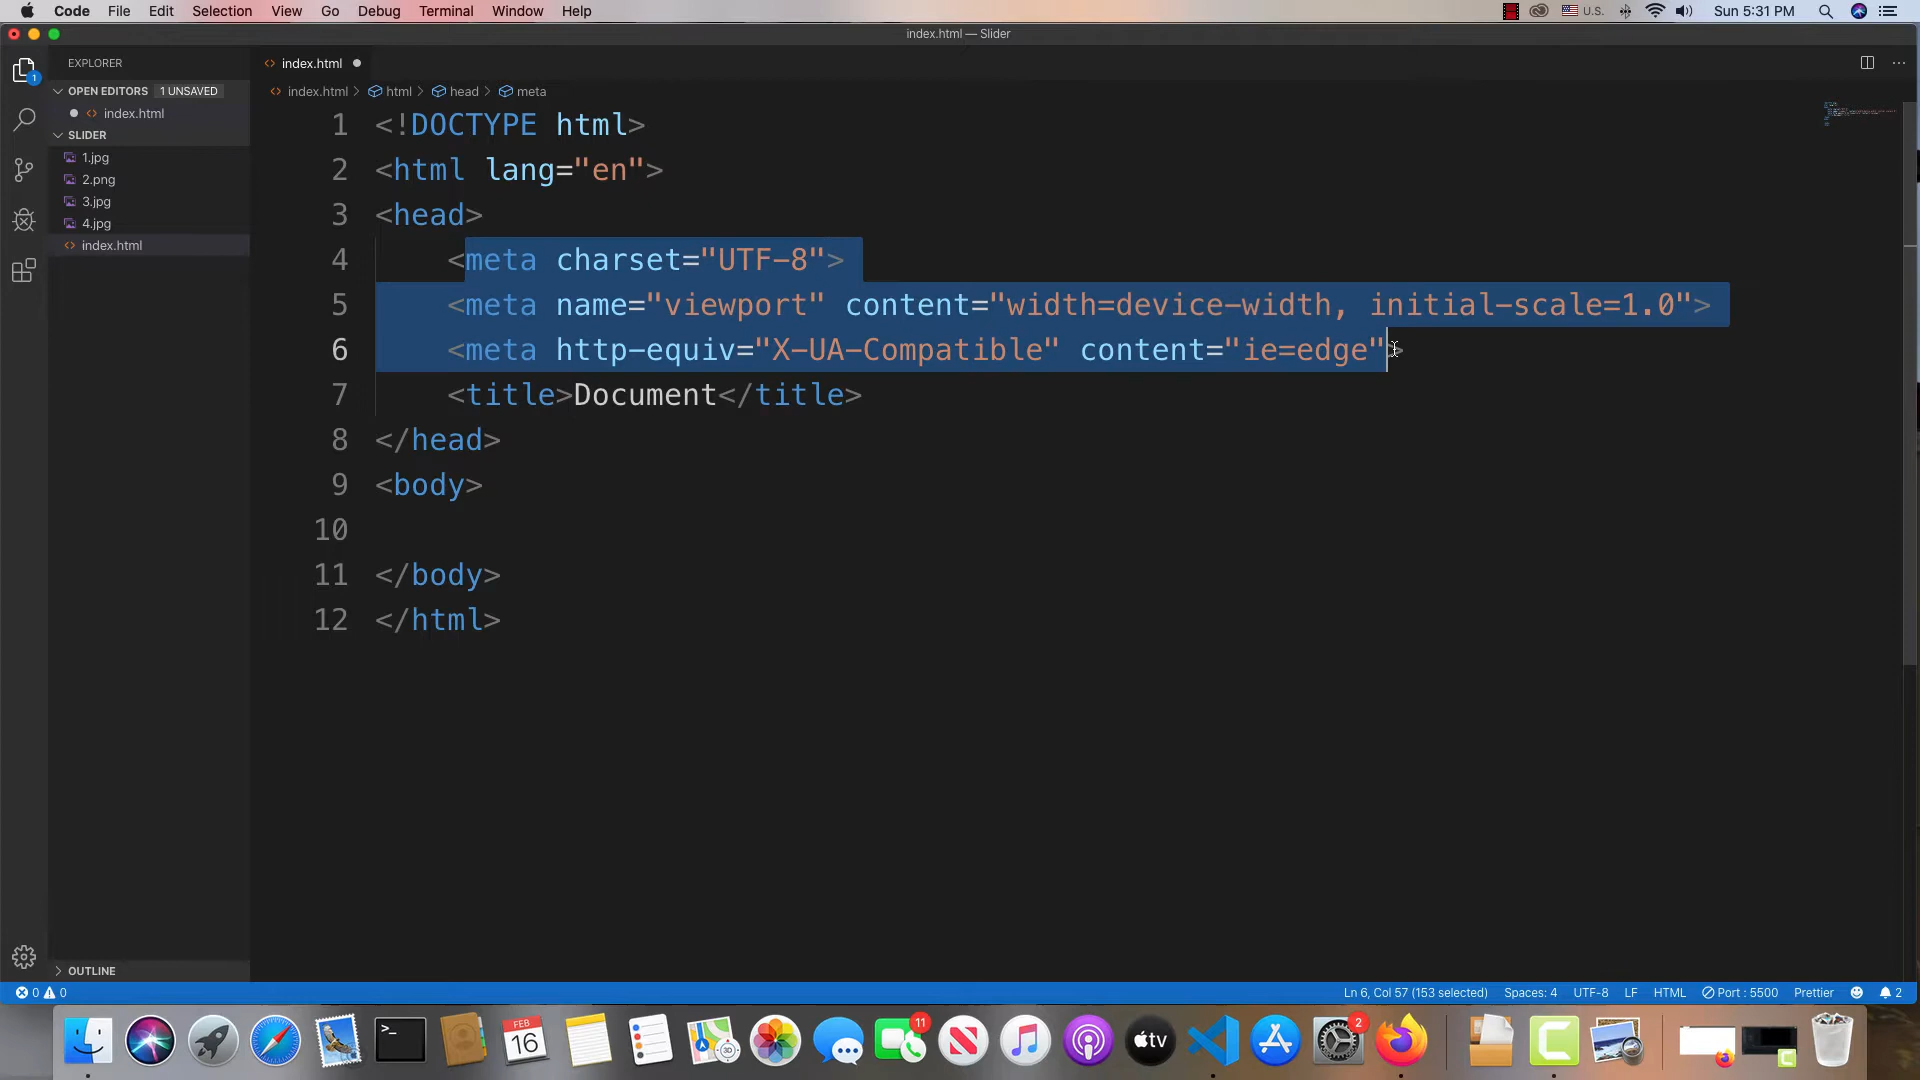 Code File Edit Selection View Go Debug Terminal Window Help U.S. Sun 5:31 PM
index.html — Slider
EXPLORER
index.html
OPEN EDITORS 1 UNSAVED
index.html
SLIDER
1.jpg
2.png
3.jpg
4.jpg
index.html
OUTLINE
1
index.html > html > head > meta
1 <!DOCTYPE html>
2 <html lang="en">
3 <head>
4 <meta charset="UTF-8">
5 <meta name="viewport" content="width=device-width, initial-scale=1.0">
6 <meta http-equiv="X-UA-Compatible" content="ie=edge">
7 <title>Document</title>
8 </head>
9 <body>
10
11 </body>
12 </html>
0 0 Ln 6, Col 57 (153 selected) Spaces: 4 UTF-8 LF HTML Port : 5500 Prettier 2
>_ FEB 16 3D 11 tv 2